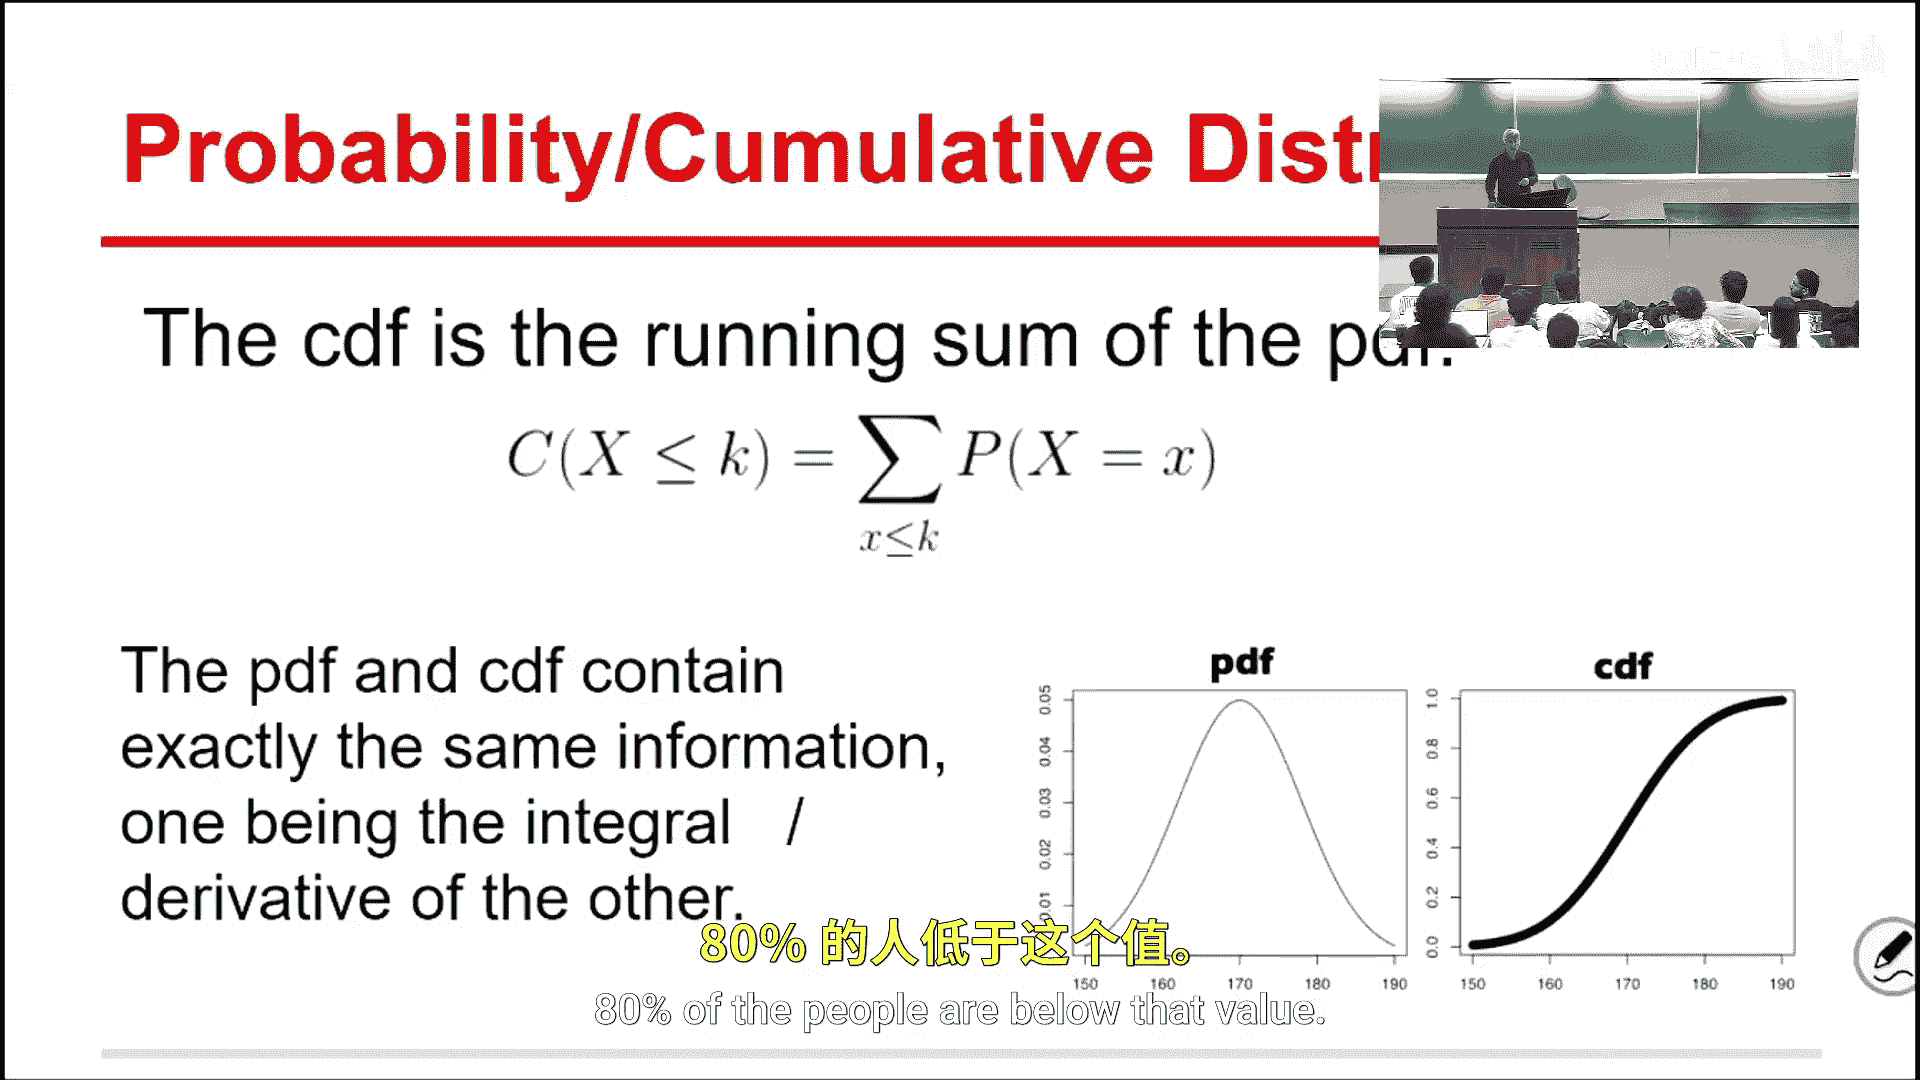 Probability/Cumulative Dist
The cdf is the running sum of the pdf.
C(X ≤ k) = ∑ P(X = x)
x≤k
The pdf and cdf contain
exactly the same information,
one being the integral /
derivative of the other.
pdf
0.05
0.04
0.03
0.02
0.01
150 160 170 180 190
cdf
1.0
0.8
0.6
0.4
0.2
0.0
150 160 170 180 190
80% 的人低于这个值。
80% of the people are below that value.